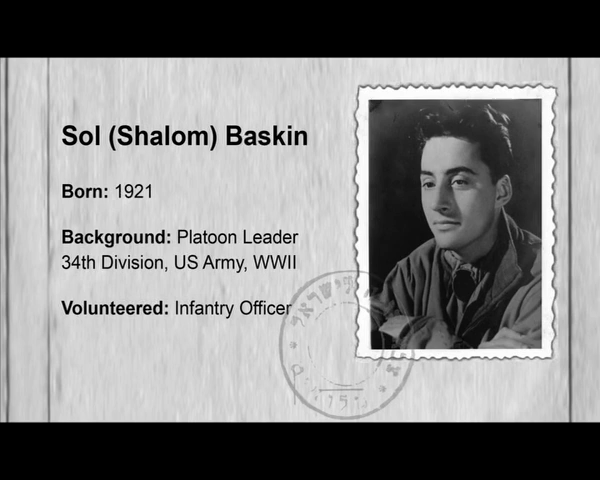 Sol (Shalom) Baskin
Born: 1921
Background: Platoon Leader
34th Division, US Army, WWII
Volunteered: Infantry Officer